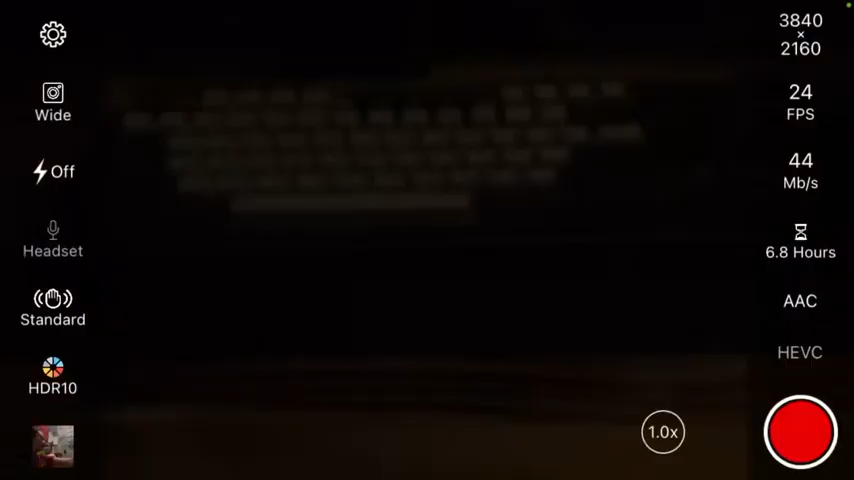 3840
×
2160
Wide
24
FPS
Off
44
Mb/s
Headset
6.8 Hours
Standard
AAC
HEVC
HDR10
1.0x